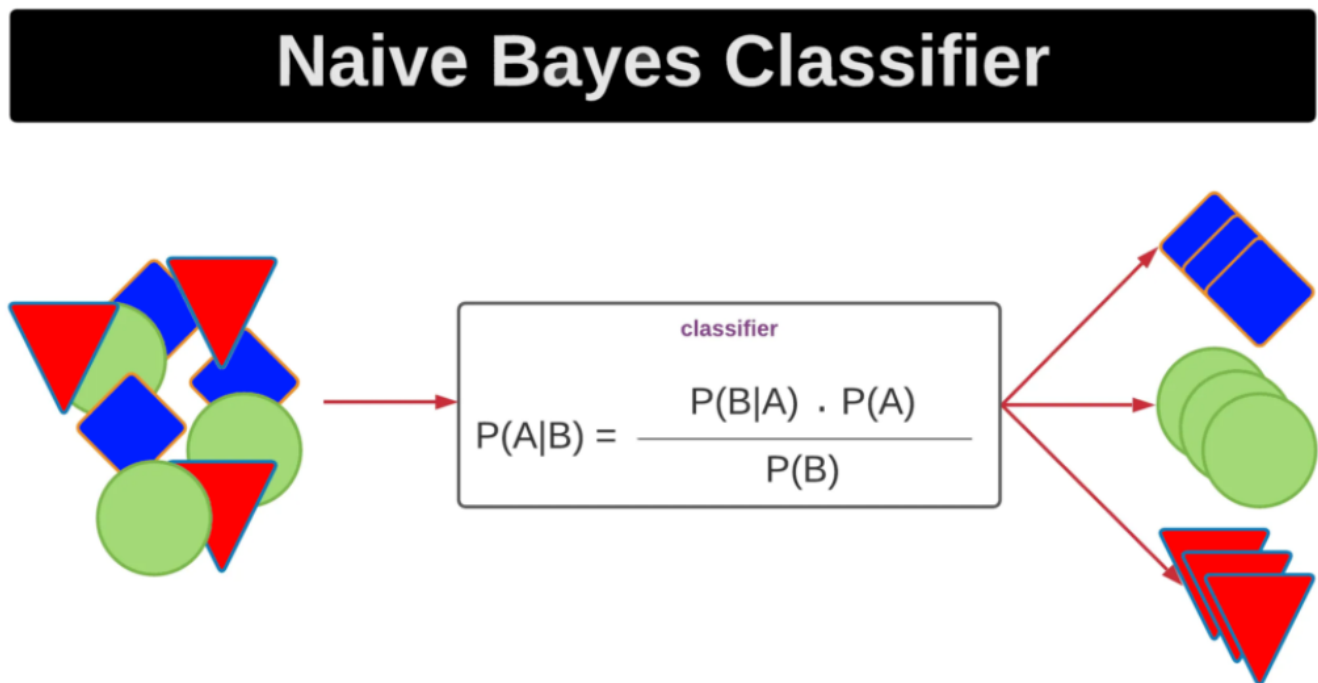 Naive Bayes Classifier
classifier
P(B|A) . P(A)
P(A|B) =
P(B)